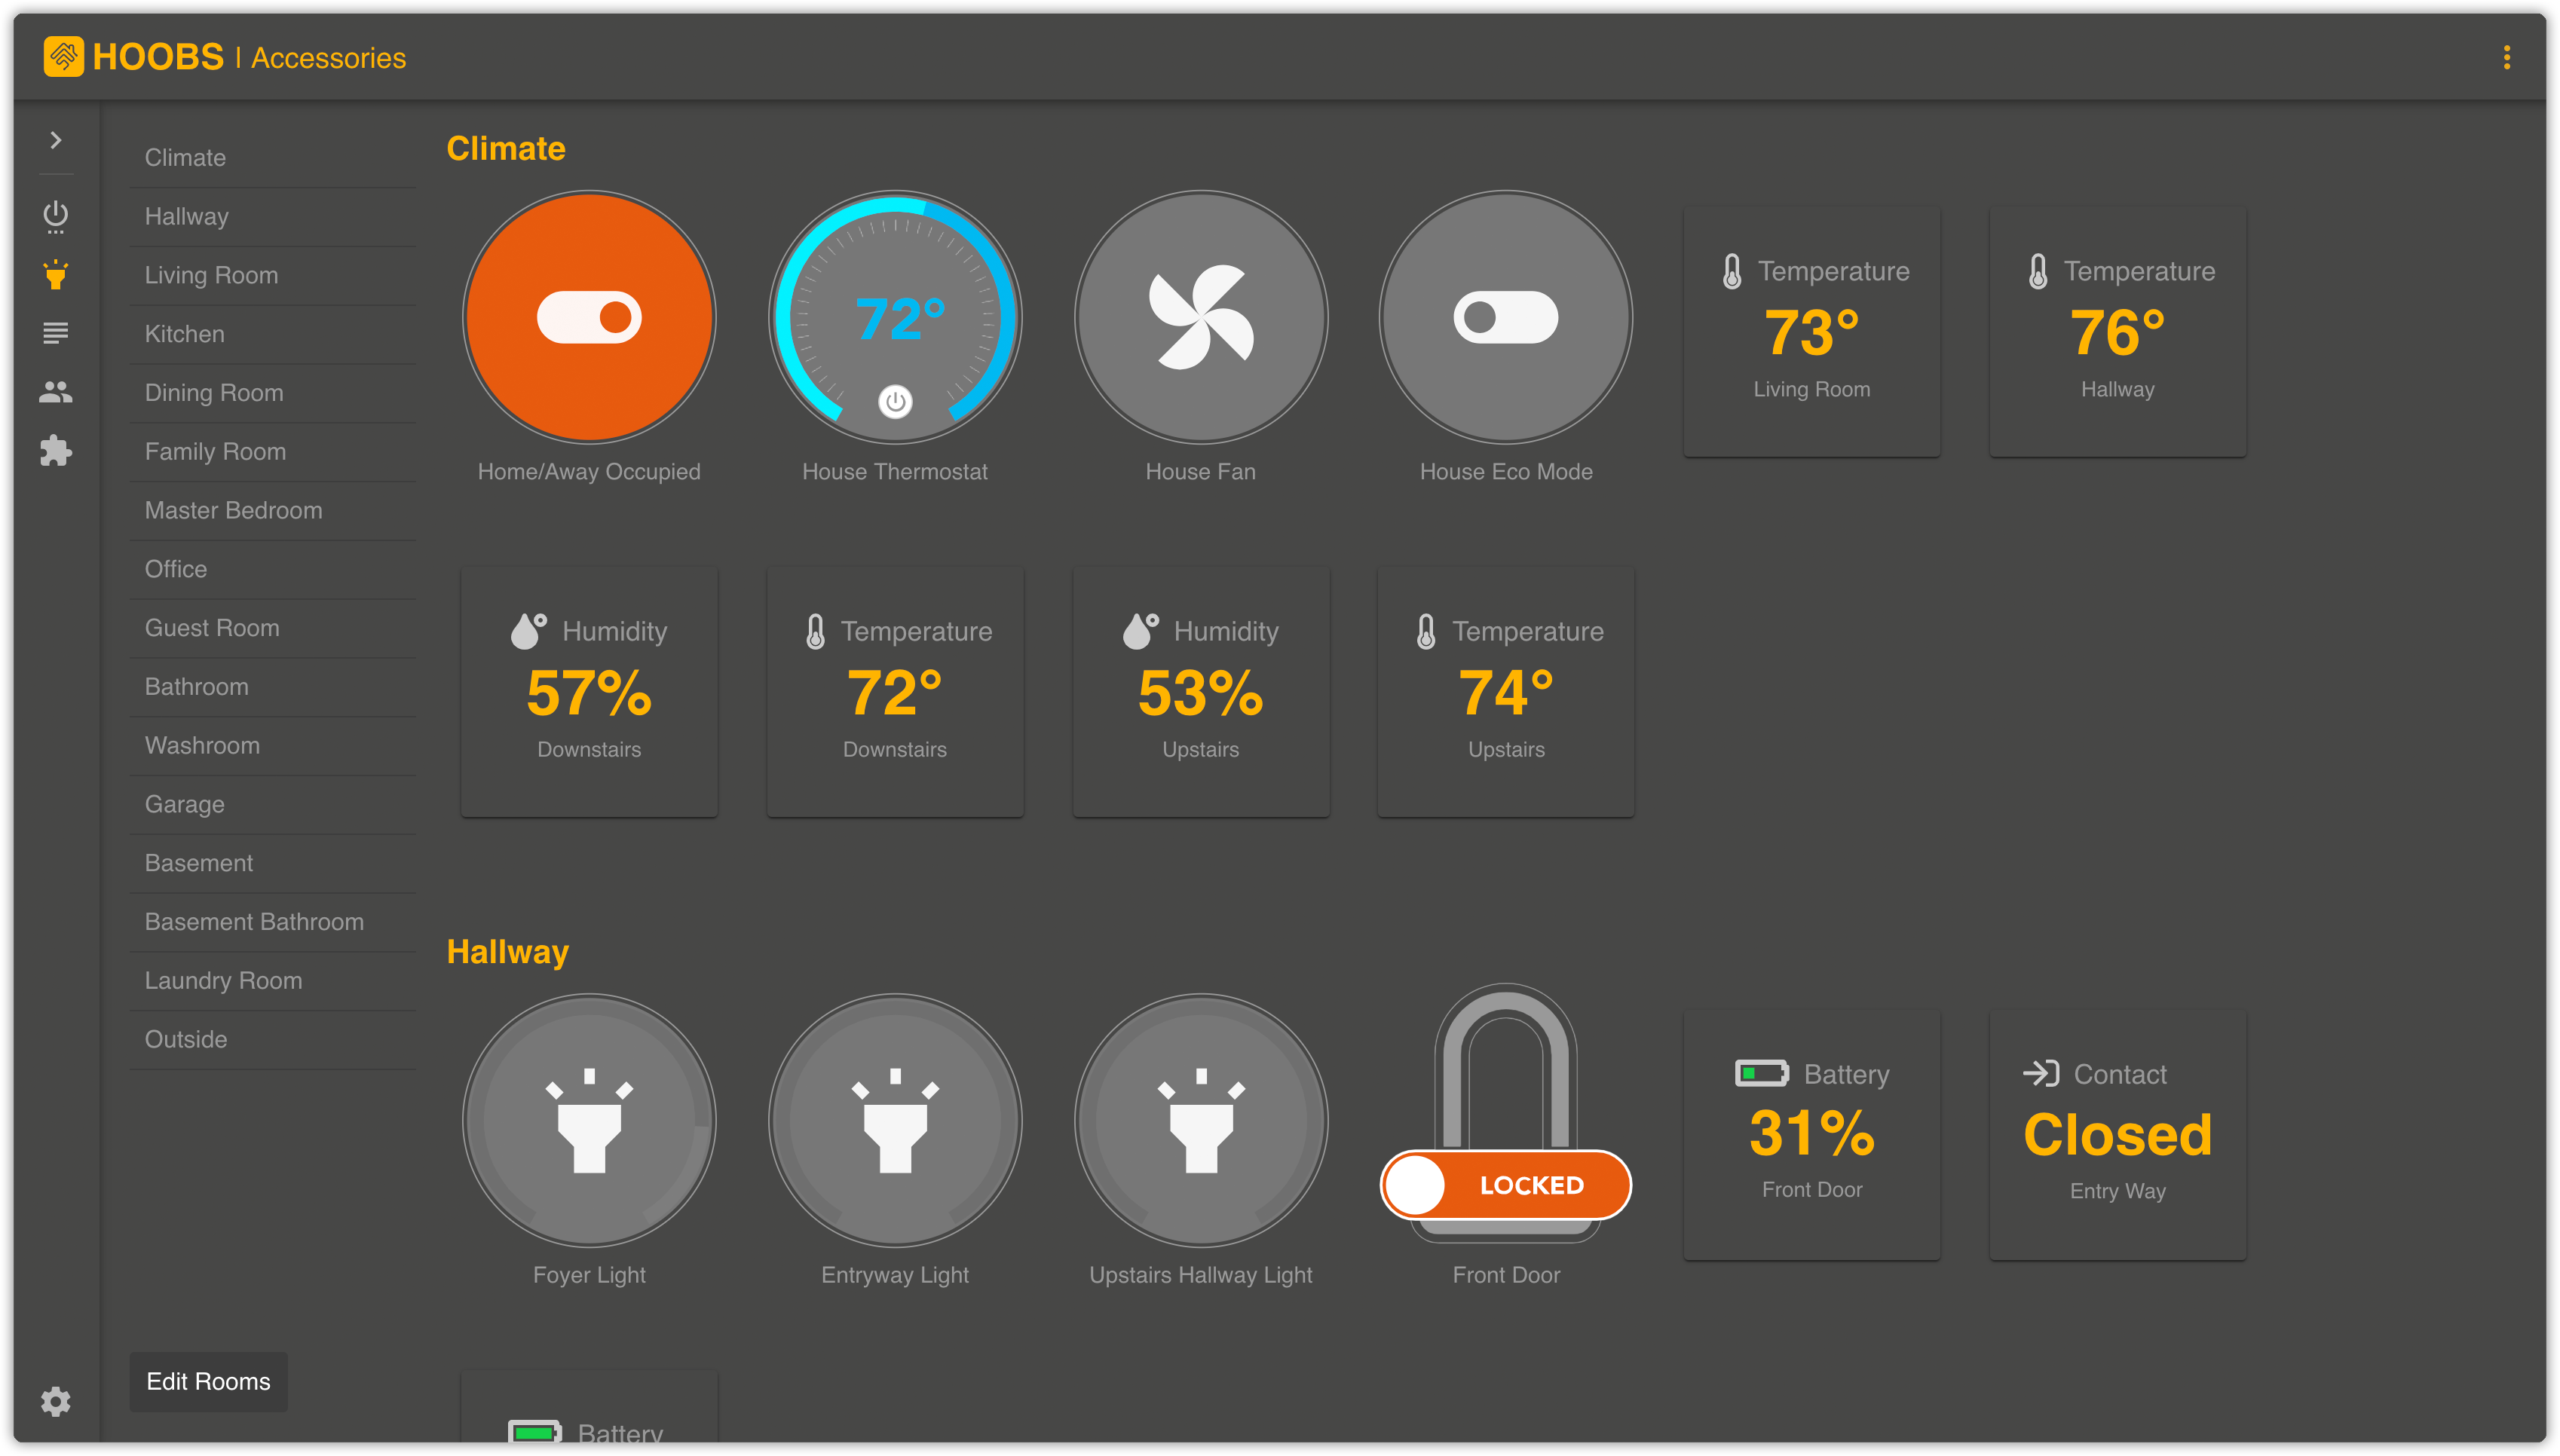 HOOBS | Accessories
Climate
Hallway
Living Room
Kitchen
Dining Room
Family Room
Master Bedroom
Office
Guest Room
Bathroom
Washroom
Garage
Basement
Basement Bathroom
Laundry Room
Outside
Edit Rooms
Climate
Home/Away Occupied
72°
House Thermostat
House Fan
House Eco Mode
Temperature
73°
Living Room
Temperature
76°
Hallway
Humidity
57%
Downstairs
Temperature
72°
Downstairs
Humidity
53%
Upstairs
Temperature
74°
Upstairs
Hallway
Foyer Light
Entryway Light
Upstairs Hallway Light
LOCKED
Front Door
Battery
31%
Front Door
Contact
Closed
Entry Way
Battery